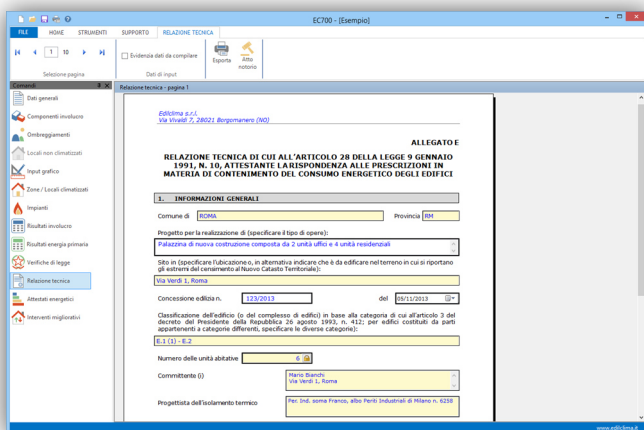 EC700 - [Esempio]
FILE HOME STRUMENTI SUPPORTO RELAZIONE TECNICA
1 10
Evidenzia dati da compilare
Esporta
Atto
notorio
Selezione pagina
Dati di input
Comandi
Relazione tecnica - pagina 1
Dati generali
Componenti involucro
Ombreggiamenti
Locali non climatizzati
Input grafico
Zone / Locali climatizzati
Impianti
Risultati involucro
Risultati energia primaria
Verifiche di legge
Relazione tecnica
Attestati energetici
Interventi migliorativi
Edilclima s.r.l.
Via Vivaldi 7, 28021 Borgomanero (NO)
ALLEGATO E
RELAZIONE TECNICA DI CUI ALL'ARTICOLO 28 DELLA LEGGE 9 GENNAIO
1991, N. 10, ATTESTANTE LA RISPONDENZA ALLE PRESCRIZIONI IN
MATERIA DI CONTENIMENTO DEL CONSUMO ENERGETICO DEGLI EDIFICI
1. INFORMAZIONI GENERALI
Comune di ROMA Provincia RM
Progetto per la realizzazione di (specificare il tipo di opere):
Palazzina di nuova costruzione composta da 2 unità uffici e 4 unità residenziali
Sito in (specificare l'ubicazione o, in alternativa indicare che è da edificare nel terreno in cui si riportano
gli estremi del censimento al Nuovo Catasto Territoriale):
Via Verdi 1, Roma
Concessione edilizia n. 123/2013 del 05/11/2013
Classificazione dell'edificio (o del complesso di edifici) in base alla categoria di cui all'articolo 3 del
decreto del Presidente della Repubblica 26 agosto 1993, n. 412; per edifici costituiti da parti
appartenenti a categorie differenti, specificare le diverse categorie):
E.1 (1) - E.2
Numero delle unità abitative 6
Committente (i)
Mario Bianchi
Via Verdi 1, Roma
Progettista dell'isolamento termico
Per. Ind. soma Franco, albo Periti Industriali di Milano n. 6258
www.edilclima.it